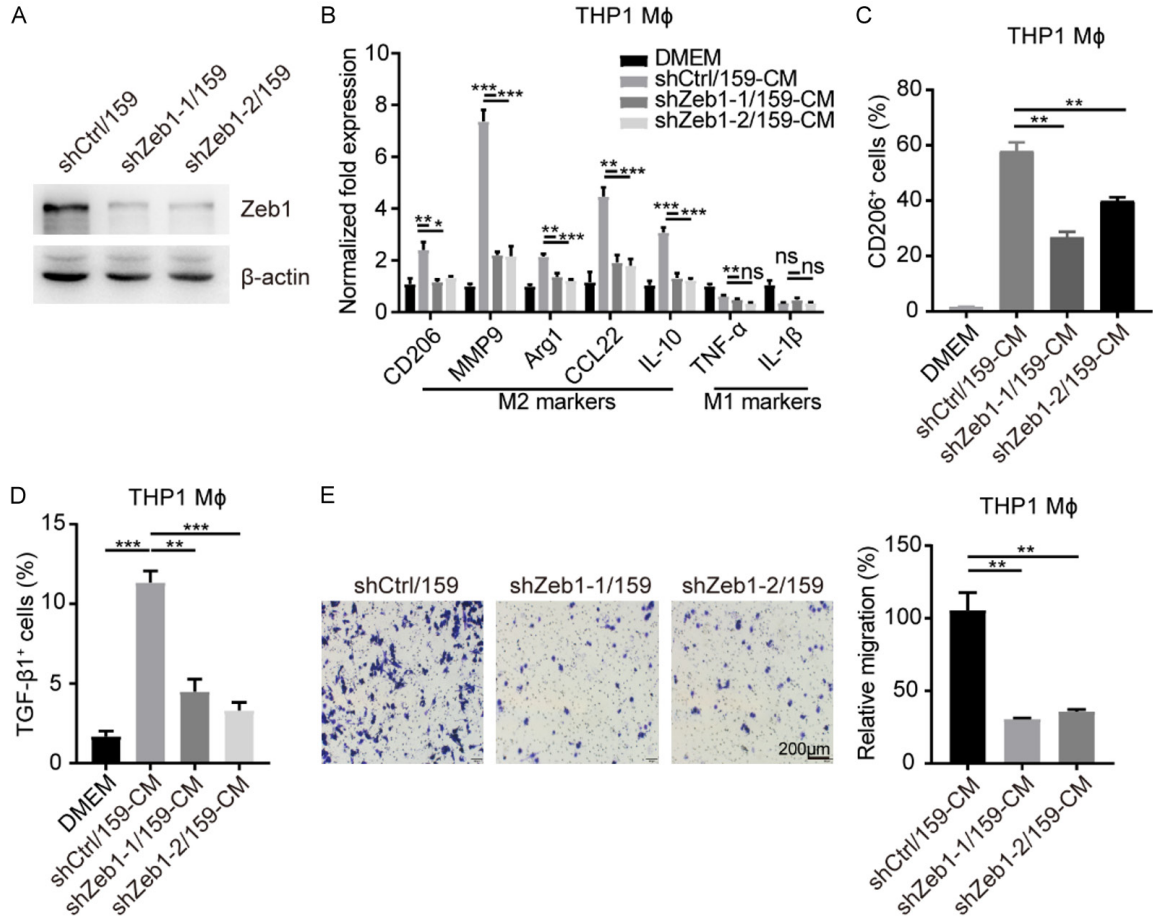 A
shCtrl/159
shZeb1-1/159
shZeb1-2/159
Zeb1
β-actin
B
THP1 Mϕ
DMEM
shCtrl/159-CM
shZeb1-1/159-CM
shZeb1-2/159-CM
Normalized fold expression
10
8
6
4
2
0
** *
*** ***
** ***
** ***
*** ***
** ns
ns ns
CD206
MMP9
Arg1
CCL22
IL-10
TNF-α
IL-1β
M2 markers
M1 markers
C
THP1 Mϕ
CD206⁺ cells (%)
80
60
40
20
0
**
**
DMEM
shCtrl/159-CM
shZeb1-1/159-CM
shZeb1-2/159-CM
D
THP1 Mϕ
TGF-β1⁺ cells (%)
15
10
5
0
***
*** **
DMEM
shCtrl/159-CM
shZeb1-1/159-CM
shZeb1-2/159-CM
E
shCtrl/159
shZeb1-1/159
shZeb1-2/159
200μm
THP1 Mϕ
Relative migration (%)
150
100
50
0
**
**
shCtrl/159-CM
shZeb1-1/159-CM
shZeb1-2/159-CM